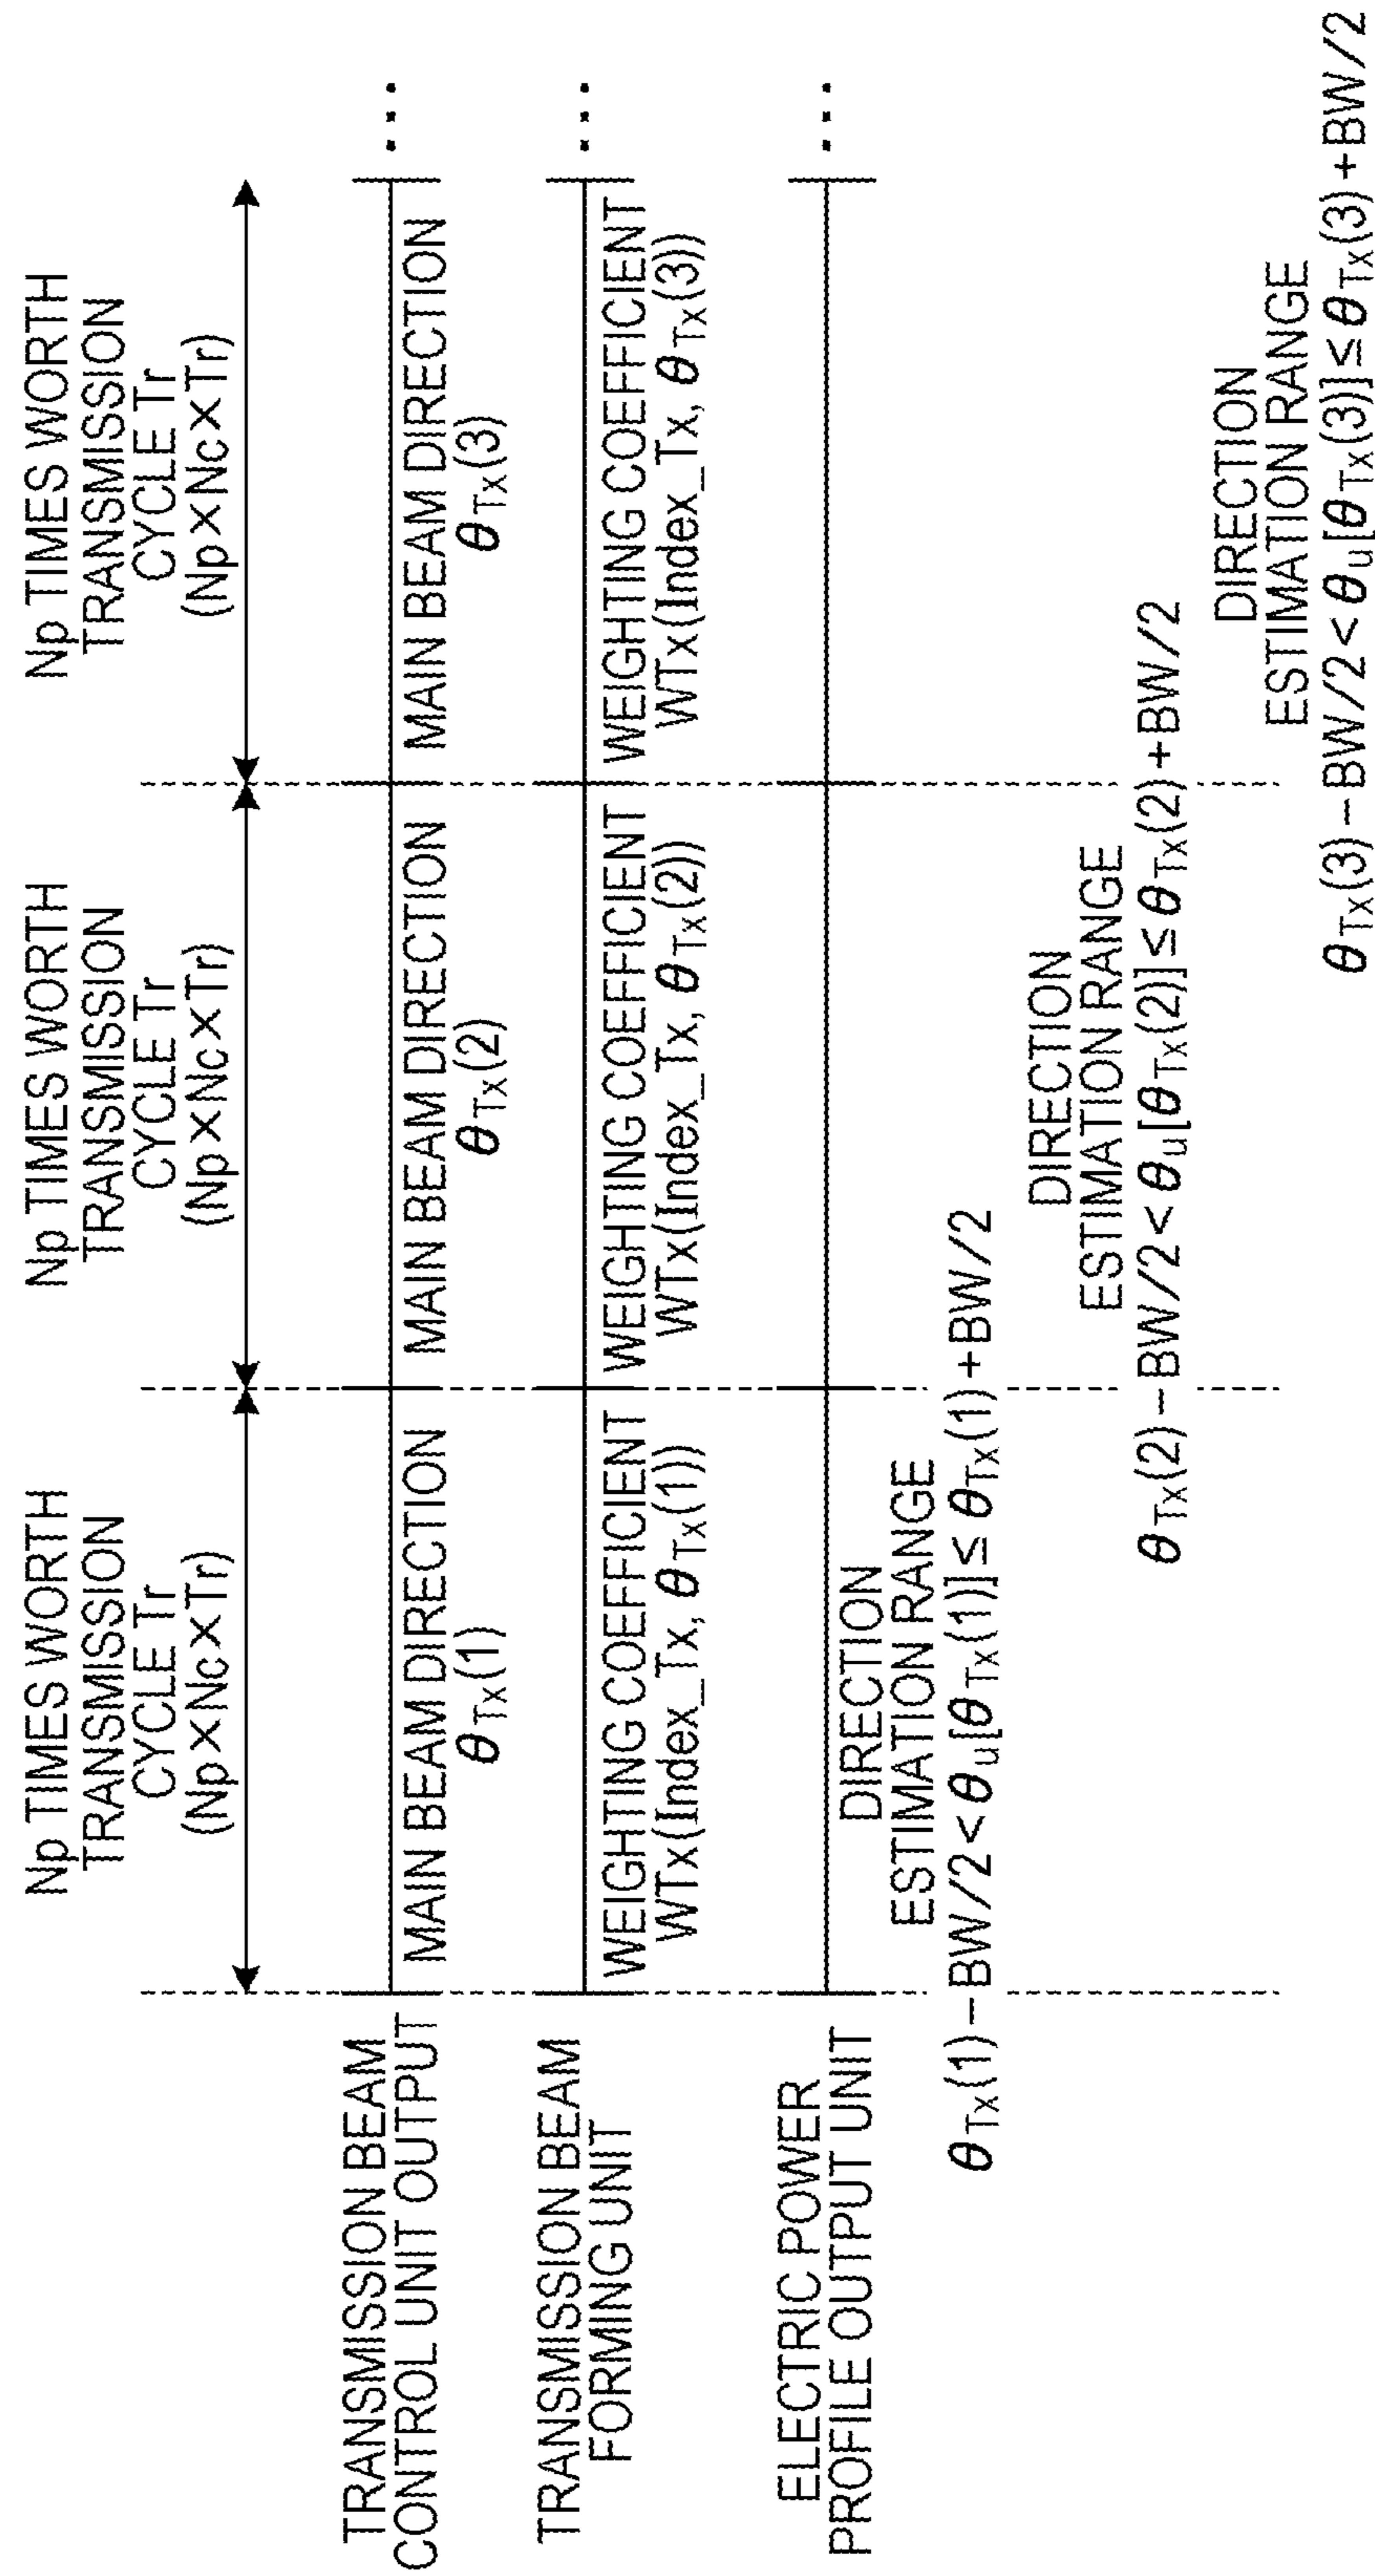 Np TIMES WORTH
TRANSMISSION
CYCLE Tr
(Np×Nc×Tr)
Np TIMES WORTH
TRANSMISSION
CYCLE Tr
(Np×Nc×Tr)
Np TIMES WORTH
TRANSMISSION
CYCLE Tr
(Np×Nc×Tr)
TRANSMISSION BEAM
CONTROL UNIT OUTPUT
MAIN BEAM DIRECTION
θTx(1)
MAIN BEAM DIRECTION
θTx(2)
MAIN BEAM DIRECTION
θTx(3)
TRANSMISSION BEAM
FORMING UNIT
WEIGHTING COEFFICIENT
WTx(Index_Tx, θTx(1))
WEIGHTING COEFFICIENT
WTx(Index_Tx, θTx(2))
WEIGHTING COEFFICIENT
WTx(Index_Tx, θTx(3))
ELECTRIC POWER
PROFILE OUTPUT UNIT
DIRECTION
ESTIMATION RANGE
θTx(1)−BW/2<θu[θTx(1)]≤θTx(1)+BW/2
DIRECTION
ESTIMATION RANGE
θTx(2)−BW/2<θu[θTx(2)]≤θTx(2)+BW/2
DIRECTION
ESTIMATION RANGE
θTx(3)−BW/2<θu[θTx(3)]≤θTx(3)+BW/2